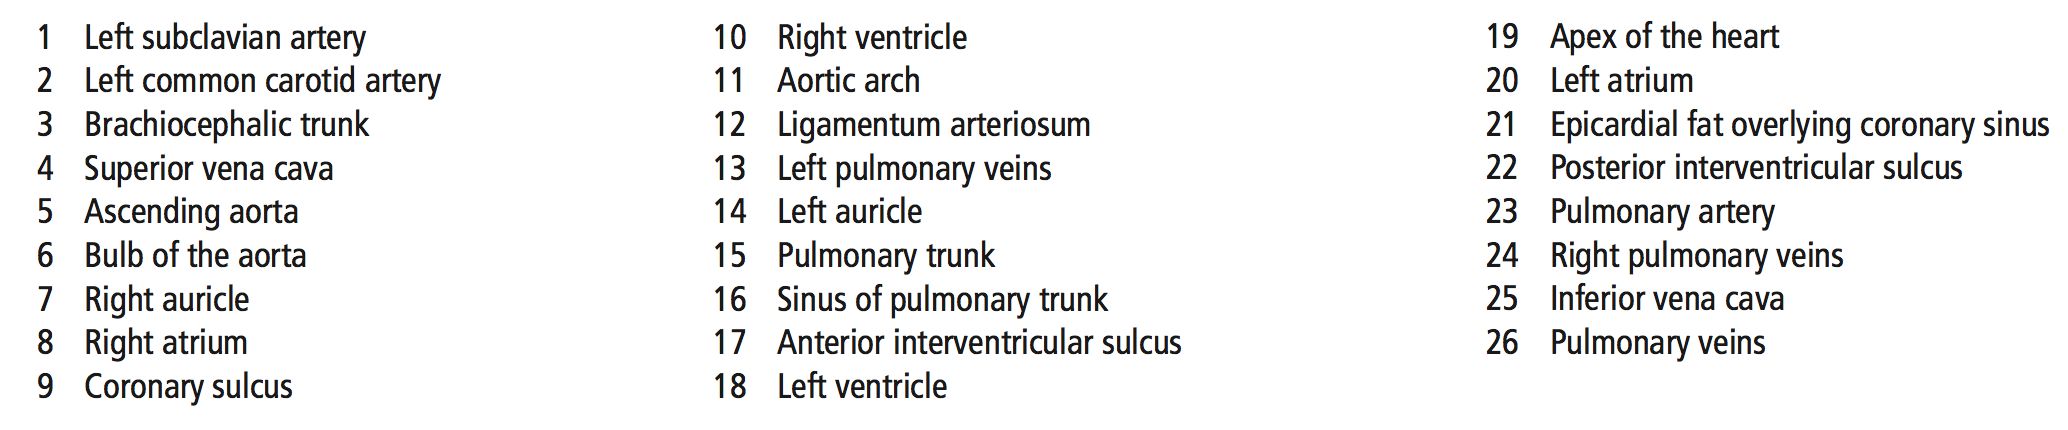 1 Left subclavian artery
2 Left common carotid artery
3 Brachiocephalic trunk
4 Superior vena cava
5 Ascending aorta
6 Bulb of the aorta
7 Right auricle
8 Right atrium
9 Coronary sulcus
10 Right ventricle
11 Aortic arch
12 Ligamentum arteriosum
13 Left pulmonary veins
14 Left auricle
15 Pulmonary trunk
16 Sinus of pulmonary trunk
17 Anterior interventricular sulcus
18 Left ventricle
19 Apex of the heart
20 Left atrium
21 Epicardial fat overlying coronary sinus
22 Posterior interventricular sulcus
23 Pulmonary artery
24 Right pulmonary veins
25 Inferior vena cava
26 Pulmonary veins